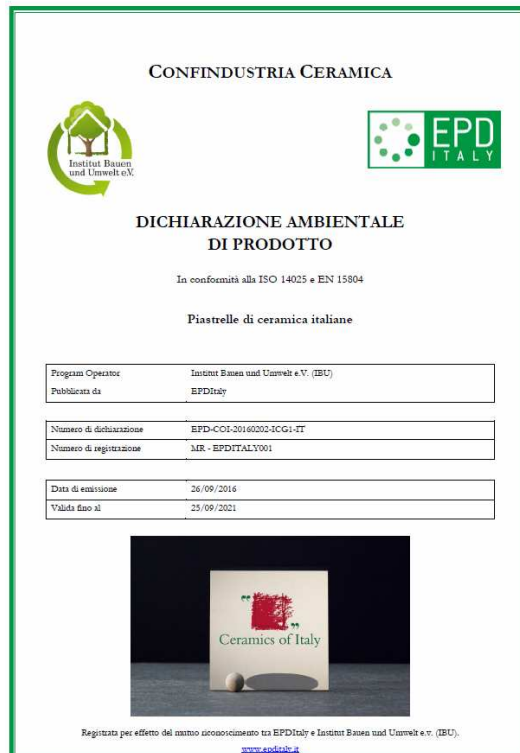 CONFINDUSTRIA CERAMICA
Institut Bauen
und Umwelt e.V.
EPD
ITALY
DICHIARAZIONE AMBIENTALE
DI PRODOTTO
In conformità alla ISO 14025 e EN 15804
Piastrelle di ceramica italiane
Program Operator Institut Bauen und Umwelt e.V. (IBU)
Pubblicata da EPDItaly
Numero di dichiarazione EPD-COI-20160202-ICG1-IT
Numero di registrazione MR - EPDITALY001
Data di emissione 26/09/2016
Valida fino al 25/09/2021
Ceramics of Italy
Registrata per effetto del mutuo riconoscimento tra EPDItaly e Institut Bauen und Umwelt e.v. (IBU).
www.epditaly.it